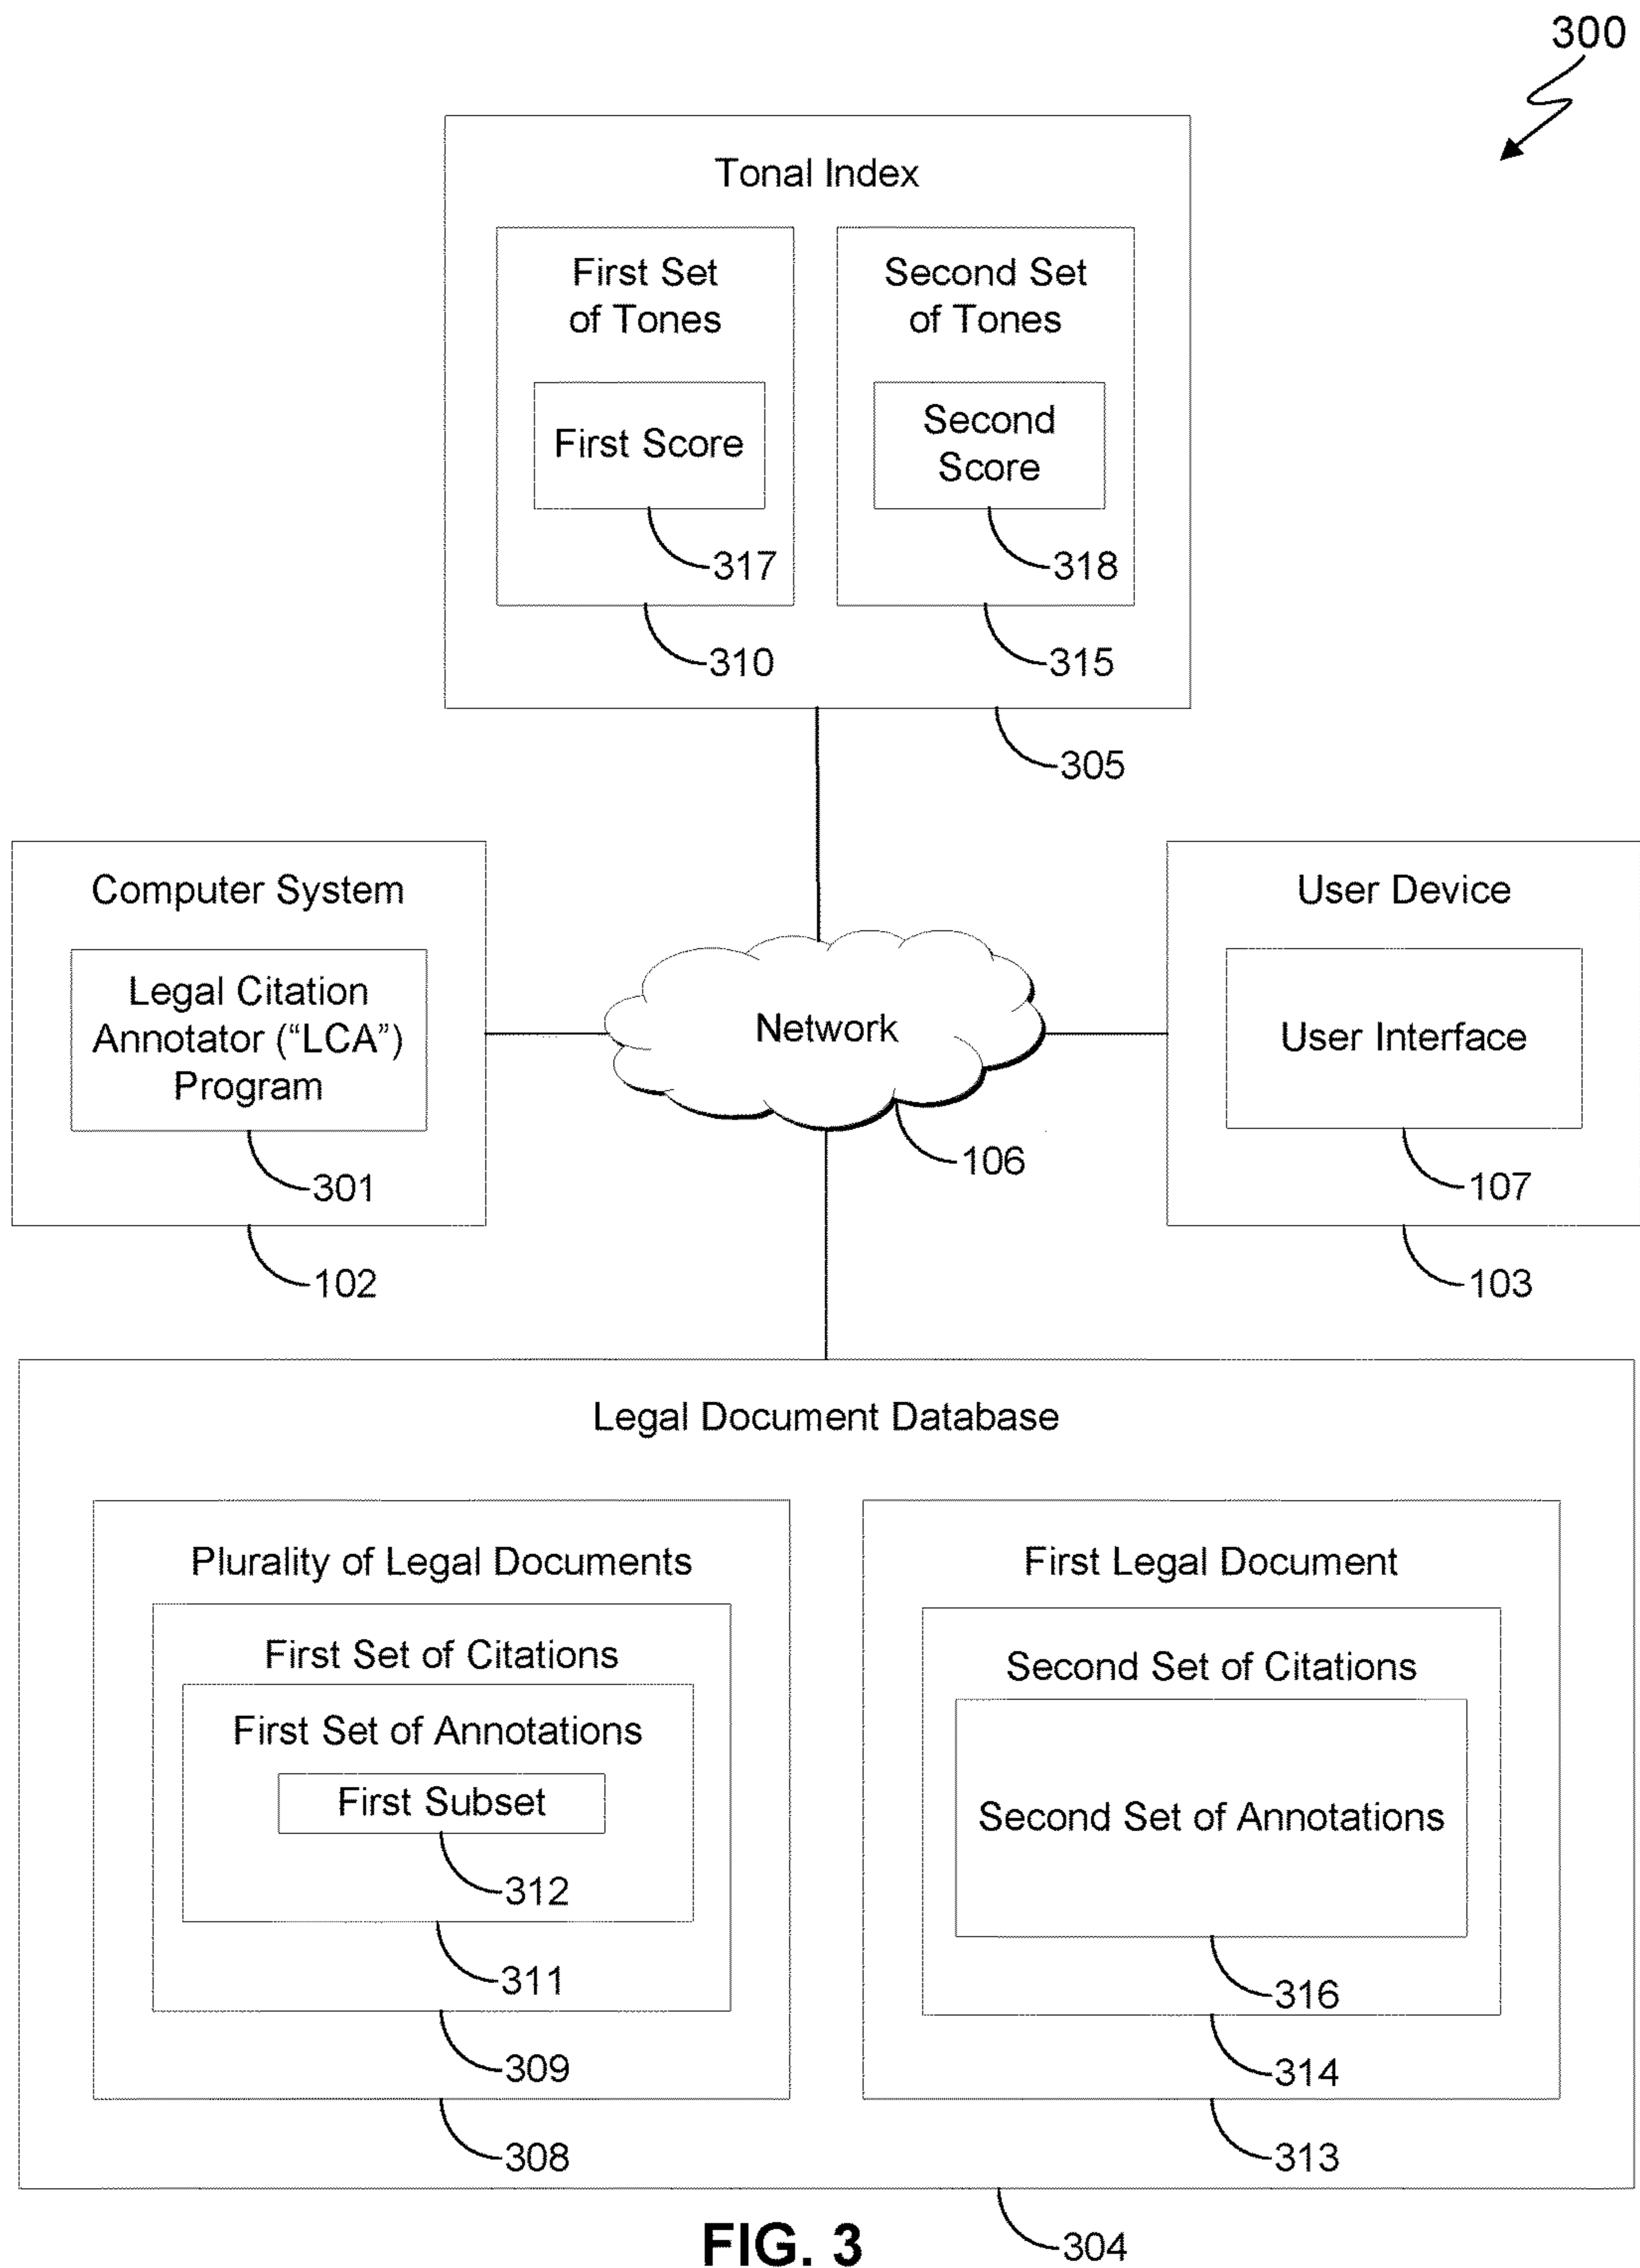 300
Tonal Index
First Set
of Tones
First Score
317
310
Second Set
of Tones
Second
Score
318
315
305
Computer System
Legal Citation
Annotator (“LCA”)
Program
301
102
Network
106
User Device
User Interface
107
103
Legal Document Database
Plurality of Legal Documents
First Set of Citations
First Set of Annotations
First Subset
312
311
309
308
First Legal Document
Second Set of Citations
Second Set of Annotations
316
314
313
304
FIG. 3